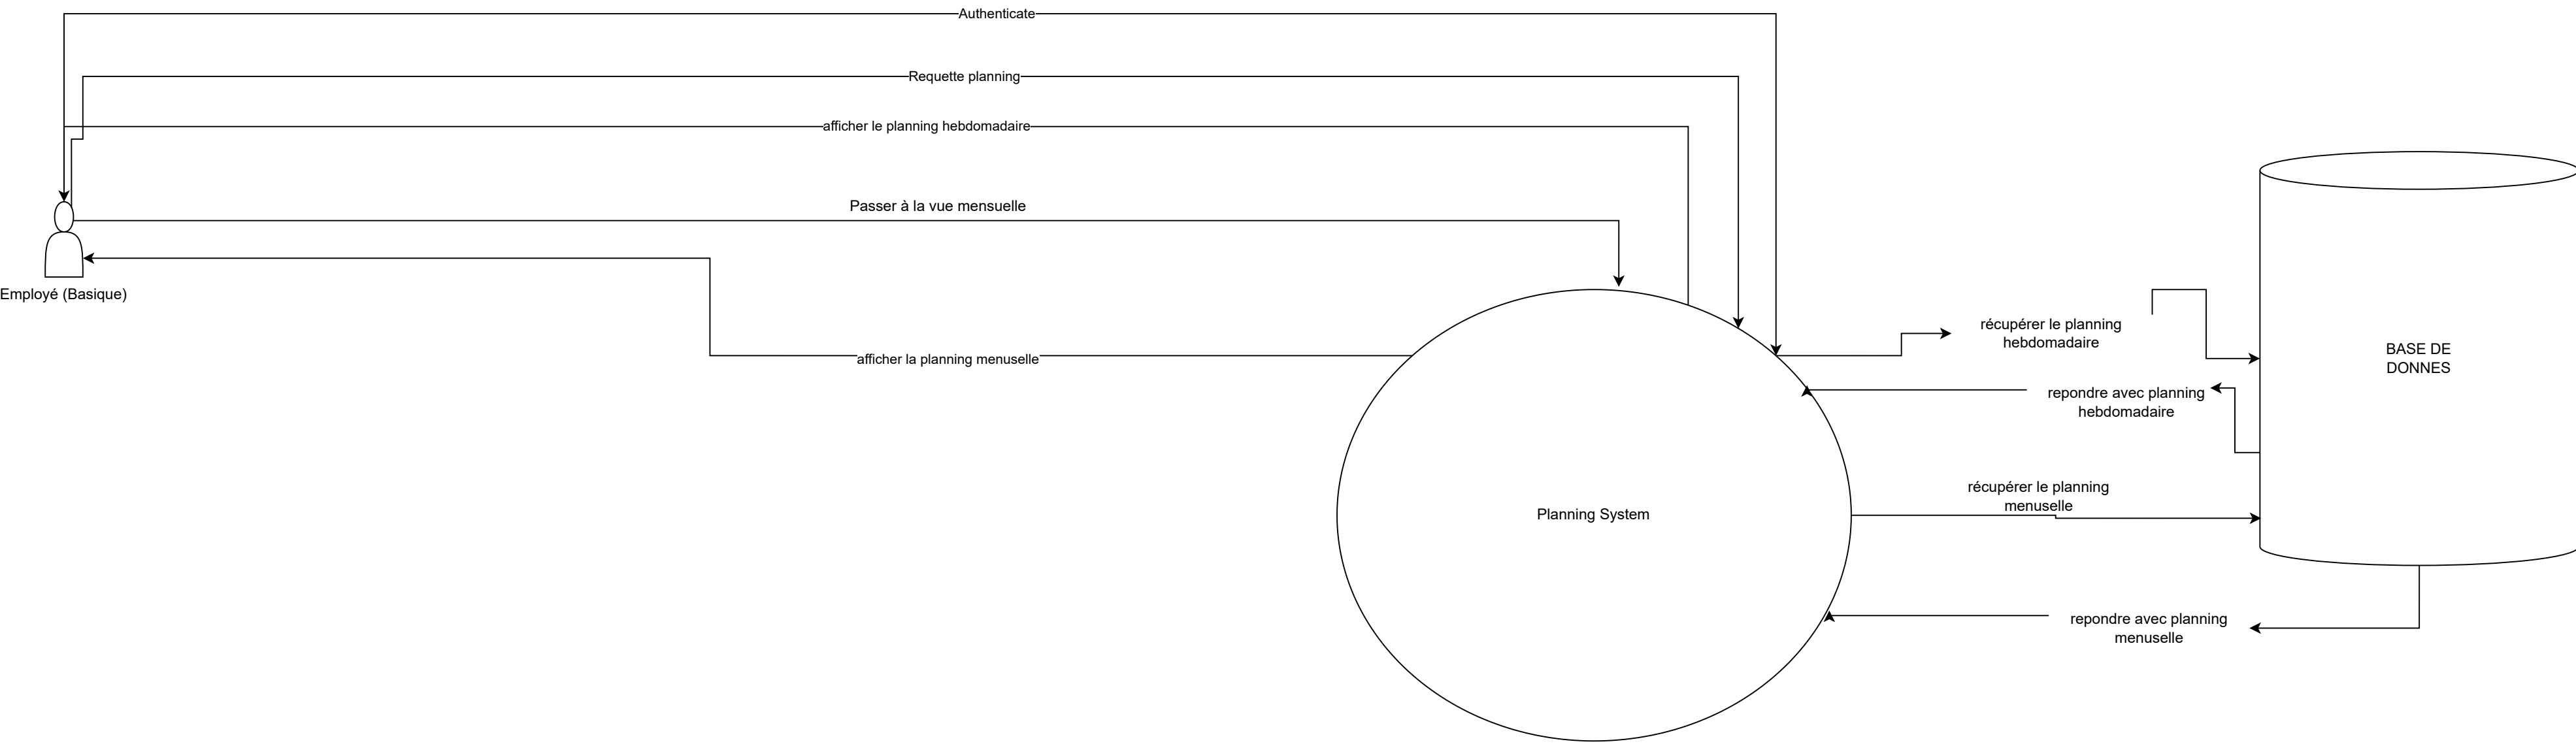 Authenticate
Requette planning
afficher le planning hebdomadaire
Passer à la vue mensuelle
Employé (Basique)
afficher la planning menuselle
récupérer le planning
hebdomadaire
BASE DE
DONNES
repondre avec planning
hebdomadaire
récupérer le planning
menuselle
Planning System
repondre avec planning
menuselle